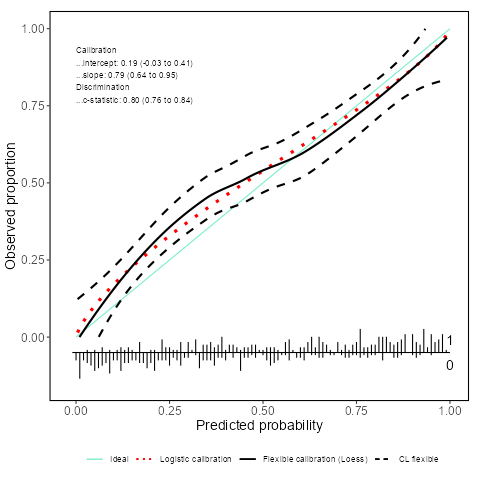 1.00
Calibration
...intercept: 0.19 (-0.03 to 0.41)
...slope: 0.79 (0.64 to 0.95)
Discrimination
...c-statistic: 0.80 (0.76 to 0.84)
0.75
0.50
0.25
0.00
1
0
Observed proportion
0.00 0.25 0.50 0.75 1.00
Predicted probability
Ideal Logistic calibration Flexible calibration (Loess) CL flexible